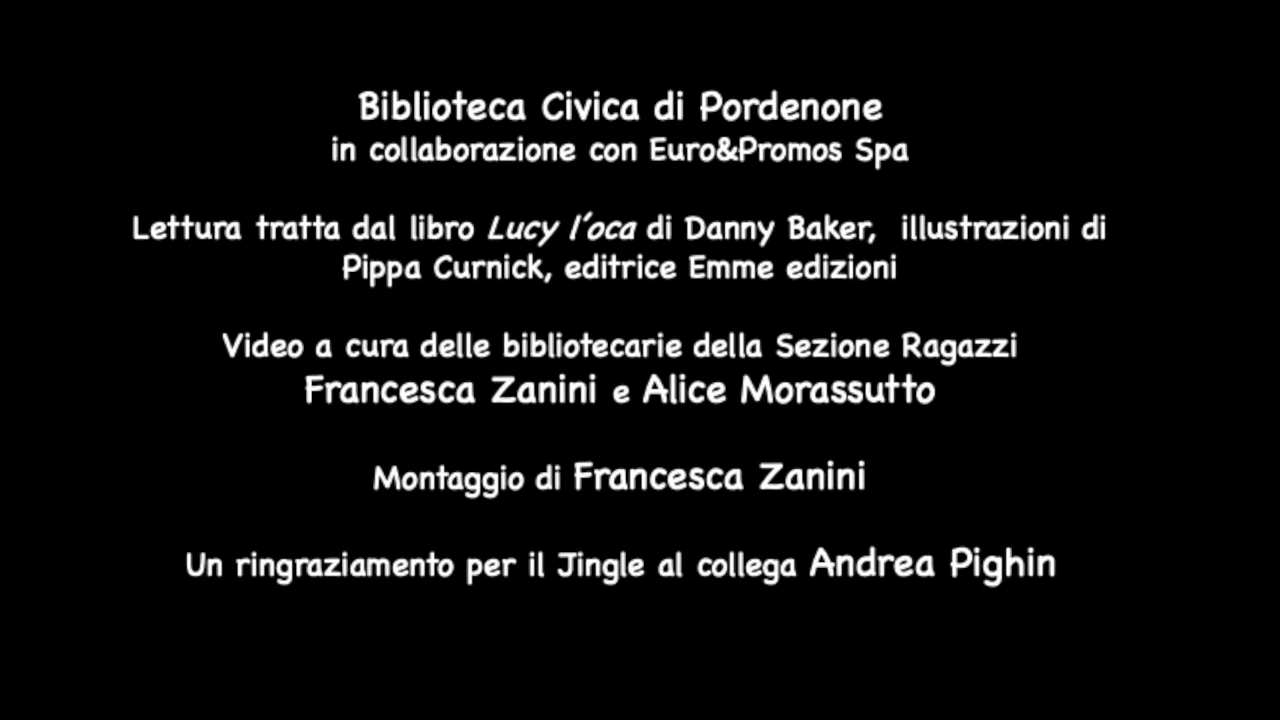 Biblioteca Civica di Pordenone
in collaborazione con Euro&Promos Spa
Lettura tratta dal libro Lucy l´oca di Danny Baker, illustrazioni di
Pippa Curnick, editrice Emme edizioni
Video a cura delle bibliotecarie della Sezione Ragazzi
Francesca Zanini e Alice Morassutto
Montaggio di Francesca Zanini
Un ringraziamento per il Jingle al collega Andrea Pighin